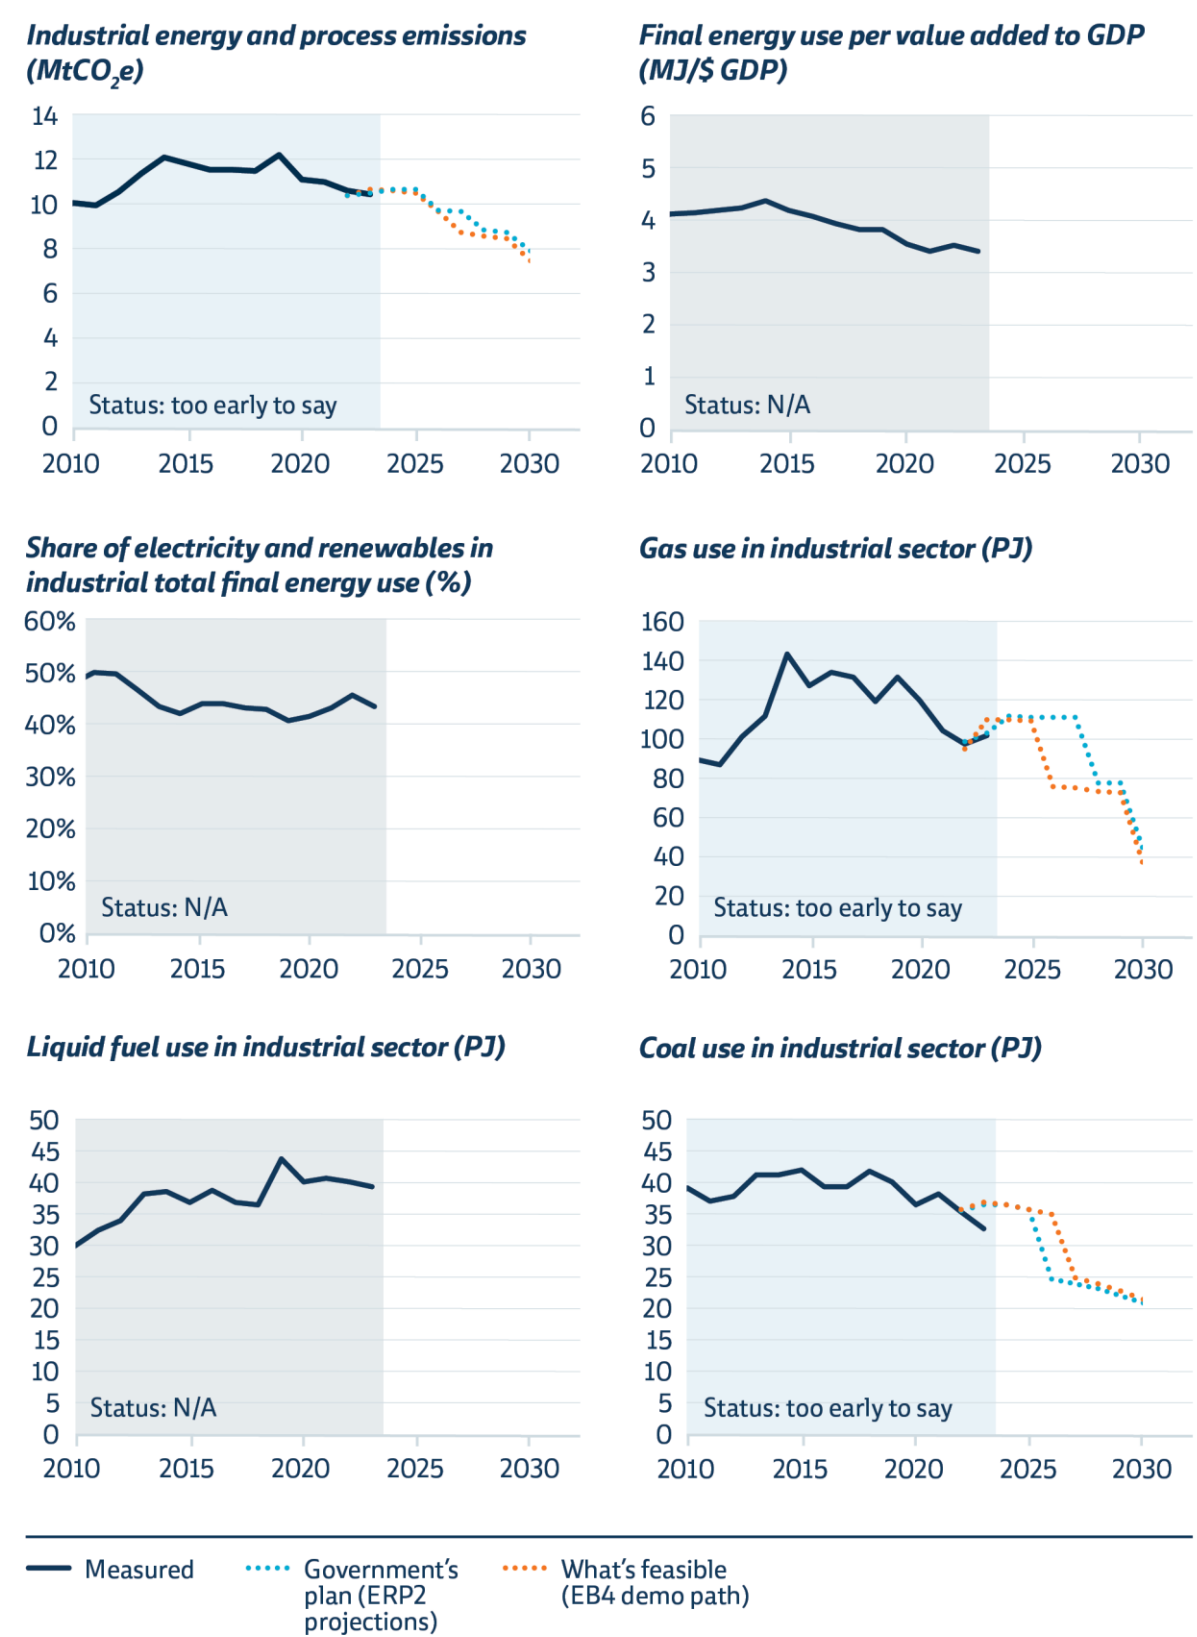 Industrial energy and process emissions
(MtCO₂e)
14
12
10
8
6
4
2
0
Status: too early to say
2010 2015 2020 2025 2030
Final energy use per value added to GDP
(MJ/$ GDP)
6
5
4
3
2
1
0
Status: N/A
2010 2015 2020 2025 2030
Share of electricity and renewables in
industrial total final energy use (%)
60%
50%
40%
30%
20%
10%
0%
Status: N/A
2010 2015 2020 2025 2030
Gas use in industrial sector (PJ)
160
140
120
100
80
60
40
20
0
Status: too early to say
2010 2015 2020 2025 2030
Liquid fuel use in industrial sector (PJ)
50
45
40
35
30
25
20
15
10
5
0
Status: N/A
2010 2015 2020 2025 2030
Coal use in industrial sector (PJ)
50
45
40
35
30
25
20
15
10
5
0
Status: too early to say
2010 2015 2020 2025 2030
Measured
Government's
plan (ERP2
projections)
What's feasible
(EB4 demo path)